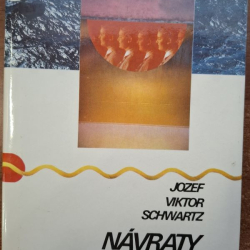 JOZEF
VIKTOR
SCHWARTZ
NÁVRATY